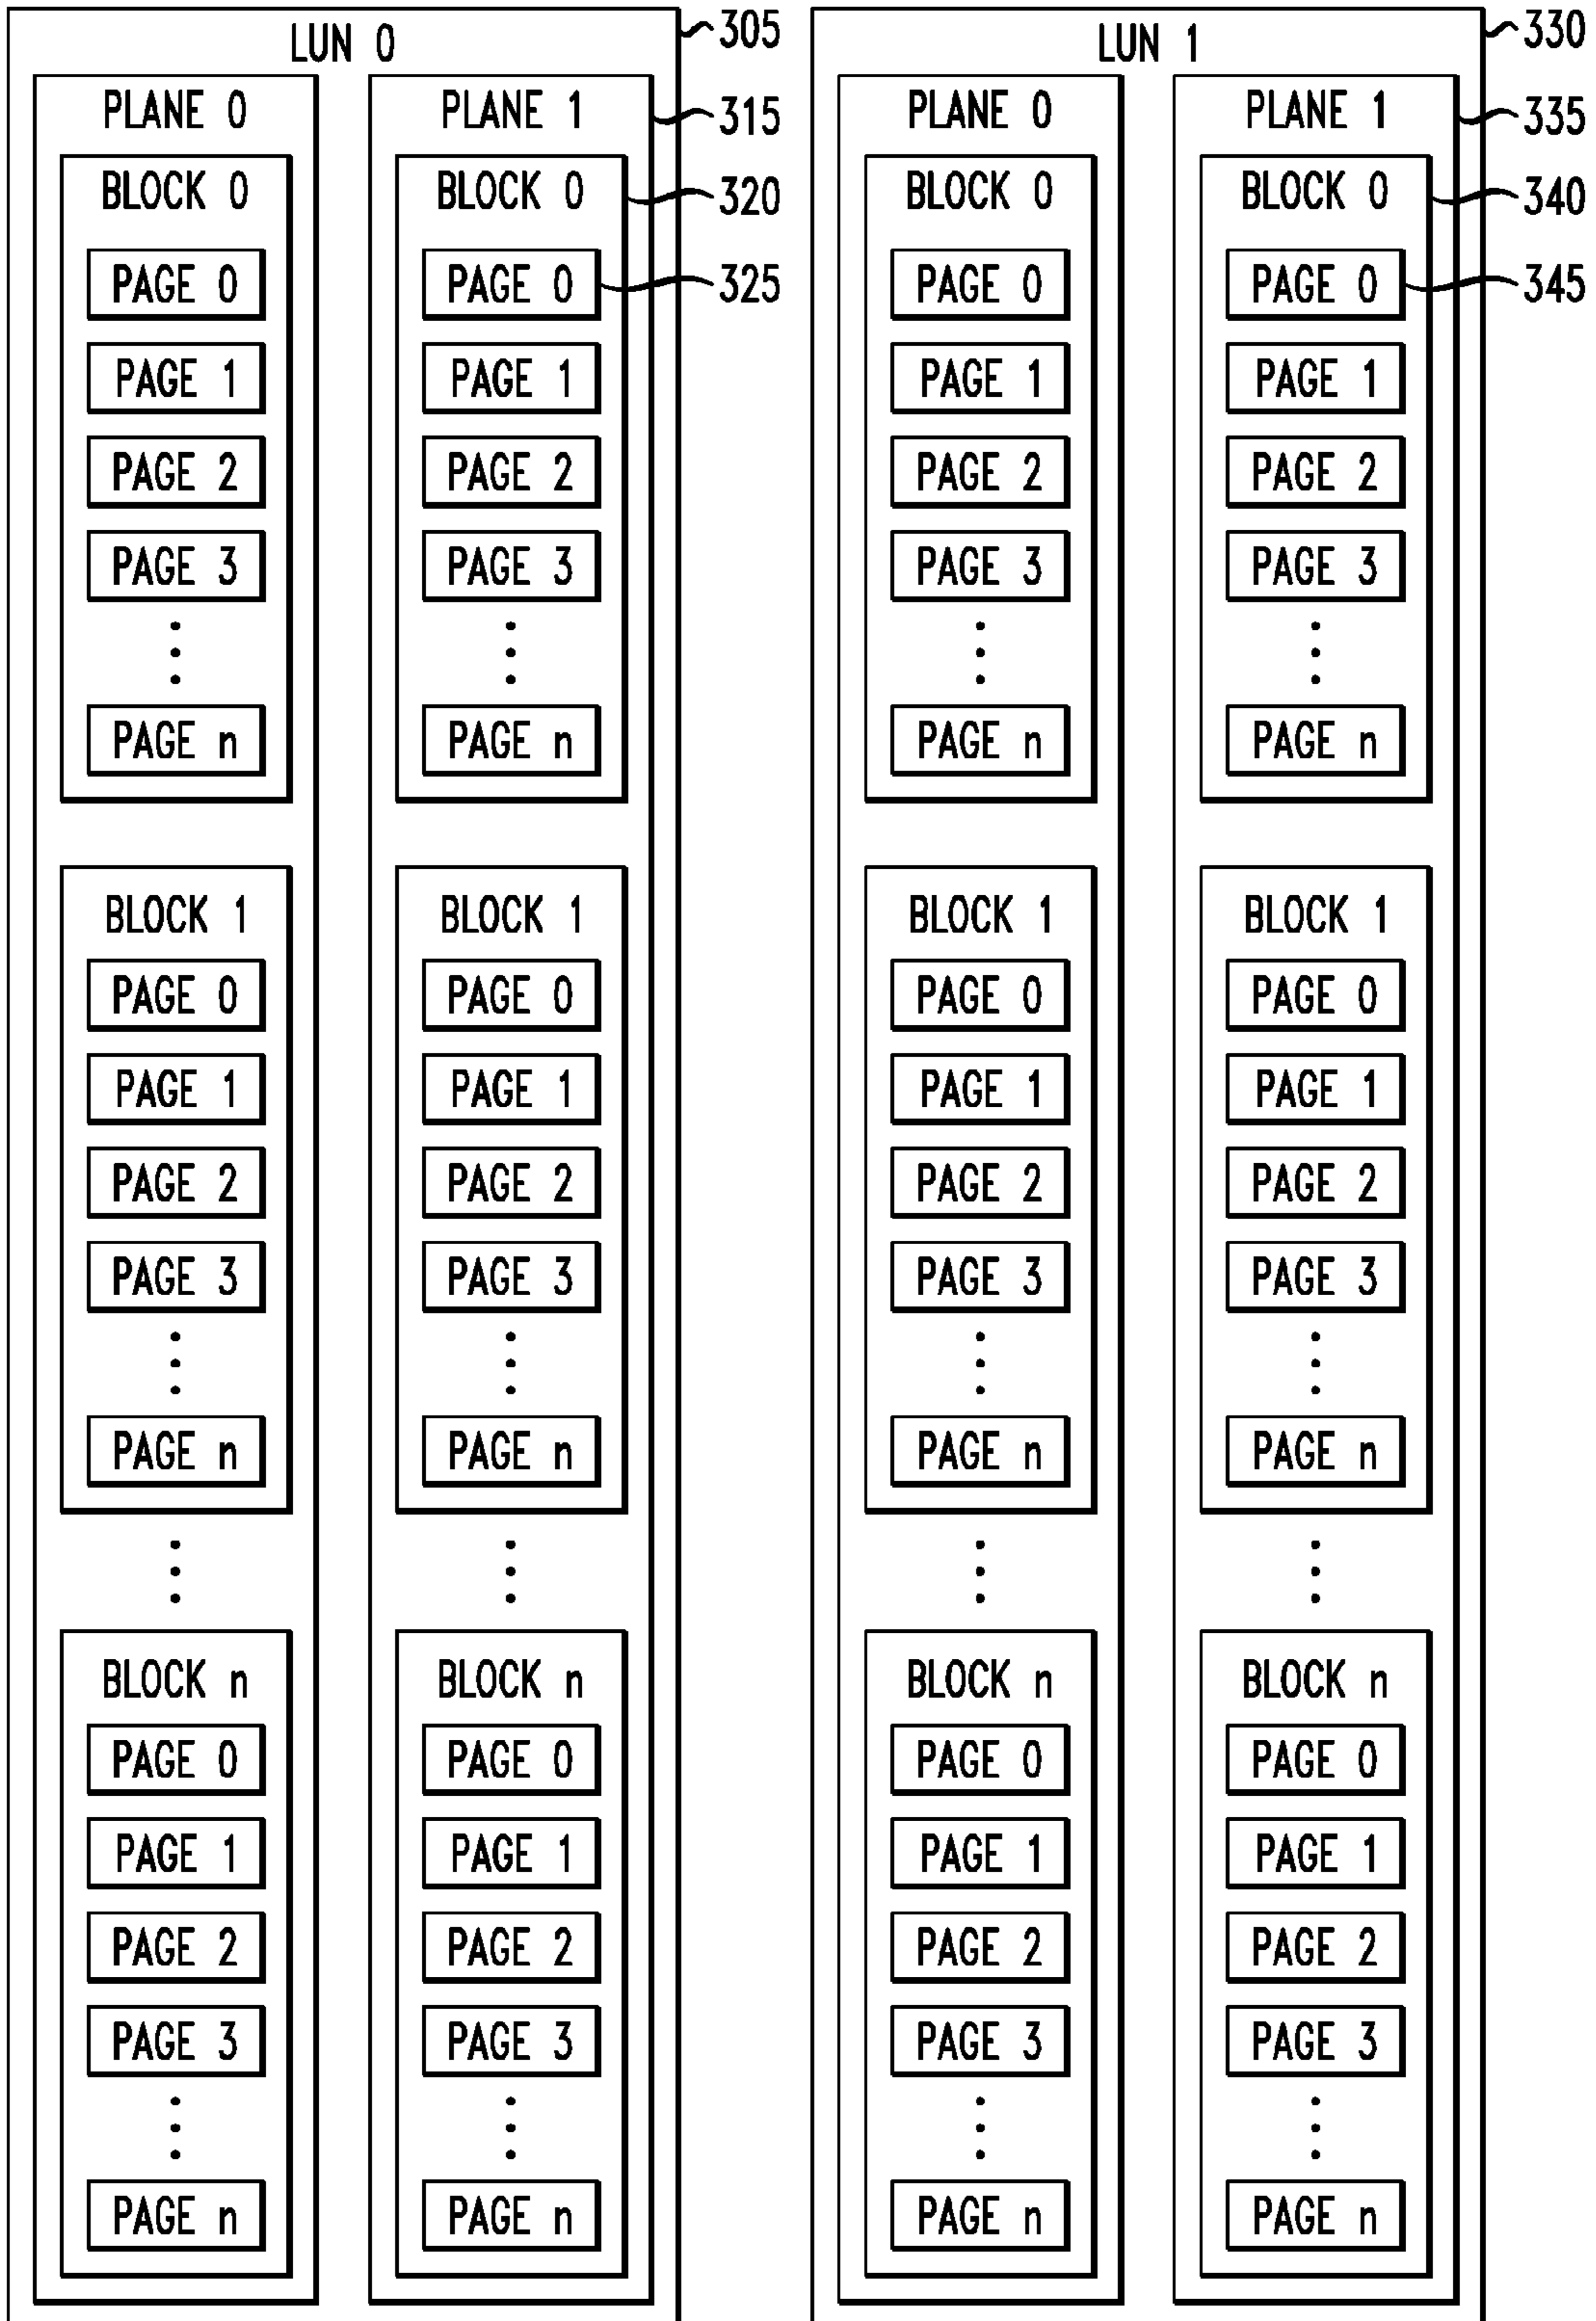 LUN 0 305 LUN 1 330
PLANE 0 PLANE 1 315 PLANE 0 PLANE 1 335
BLOCK 0 BLOCK 0 320 BLOCK 0 BLOCK 0 340
PAGE 0 PAGE 0 325 PAGE 0 PAGE 0 345
PAGE 1 PAGE 1 PAGE 1 PAGE 1
PAGE 2 PAGE 2 PAGE 2 PAGE 2
PAGE 3 PAGE 3 PAGE 3 PAGE 3
PAGE n PAGE n PAGE n PAGE n
BLOCK 1 BLOCK 1 BLOCK 1 BLOCK 1
PAGE 0 PAGE 0 PAGE 0 PAGE 0
PAGE 1 PAGE 1 PAGE 1 PAGE 1
PAGE 2 PAGE 2 PAGE 2 PAGE 2
PAGE 3 PAGE 3 PAGE 3 PAGE 3
PAGE n PAGE n PAGE n PAGE n
BLOCK n BLOCK n BLOCK n BLOCK n
PAGE 0 PAGE 0 PAGE 0 PAGE 0
PAGE 1 PAGE 1 PAGE 1 PAGE 1
PAGE 2 PAGE 2 PAGE 2 PAGE 2
PAGE 3 PAGE 3 PAGE 3 PAGE 3
PAGE n PAGE n PAGE n PAGE n